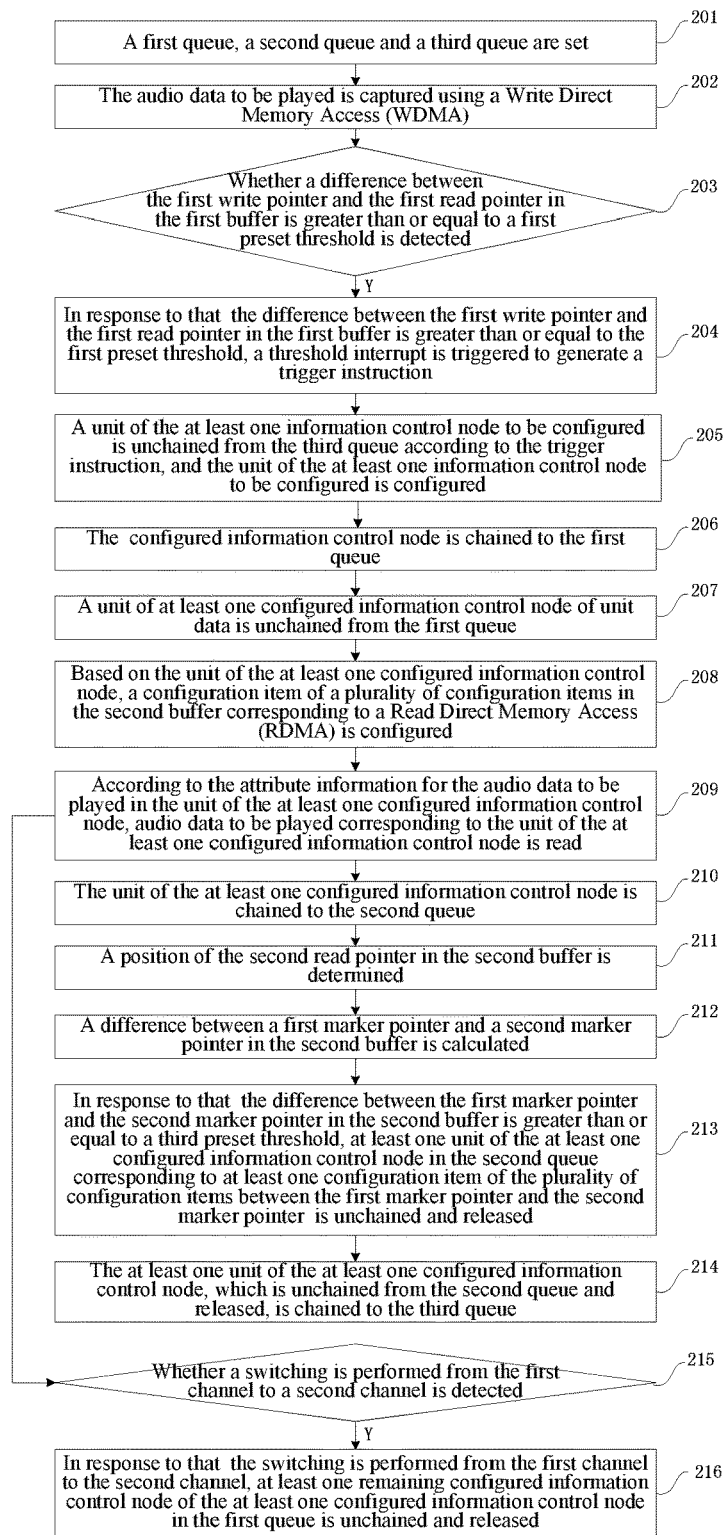 201
A first queue, a second queue and a third queue are set
202
The audio data to be played is captured using a Write Direct
Memory Access (WDMA)
203
Whether a difference between
the first write pointer and the first read pointer in
the first buffer is greater than or equal to a first
preset threshold is detected
Y
204
In response to that the difference between the first write pointer and
the first read pointer in the first buffer is greater than or equal to the
first preset threshold, a threshold interrupt is triggered to generate a
trigger instruction
205
A unit of the at least one information control node to be configured
is unchained from the third queue according to the trigger
instruction, and the unit of the at least one information control node
to be configured is configured
206
The configured information control node is chained to the first
queue
207
A unit of at least one configured information control node of unit
data is unchained from the first queue
208
Based on the unit of the at least one configured information control
node, a configuration item of a plurality of configuration items in
the second buffer corresponding to a Read Direct Memory Access
(RDMA) is configured
209
According to the attribute information for the audio data to be
played in the unit of the at least one configured information control
node, audio data to be played corresponding to the unit of the at
least one configured information control node is read
210
The unit of the at least one configured information control node is
chained to the second queue
211
A position of the second read pointer in the second buffer is
determined
212
A difference between a first marker pointer and a second marker
pointer in the second buffer is calculated
213
In response to that the difference between the first marker pointer
and the second marker pointer in the second buffer is greater than or
equal to a third preset threshold, at least one unit of the at least one
configured information control node in the second queue
corresponding to at least one configuration item of the plurality of
configuration items between the first marker pointer and the second
marker pointer is unchained and released
214
The at least one unit of the at least one configured information
control node, which is unchained from the second queue and
released, is chained to the third queue
215
Whether a switching is performed from the first
channel to a second channel is detected
Y
216
In response to that the switching is performed from the first channel
to the second channel, at least one remaining configured information
control node of the at least one configured information control node
in the first queue is unchained and released